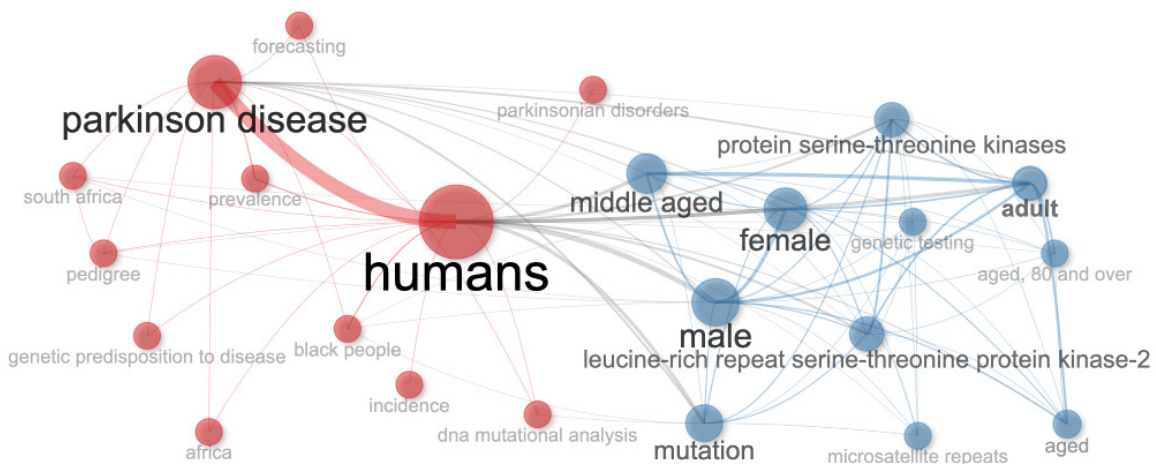 forecasting
parkinson disease
parkinsonian disorders
protein serine-threonine kinases
south africa
prevalence
middle aged
adult
female
genetic testing
humans
pedigree
aged, 80 and over
male
genetic predisposition to disease
black people
leucine-rich repeat serine-threonine protein kinase-2
incidence
dna mutational analysis
africa
mutation
microsatellite repeats
aged